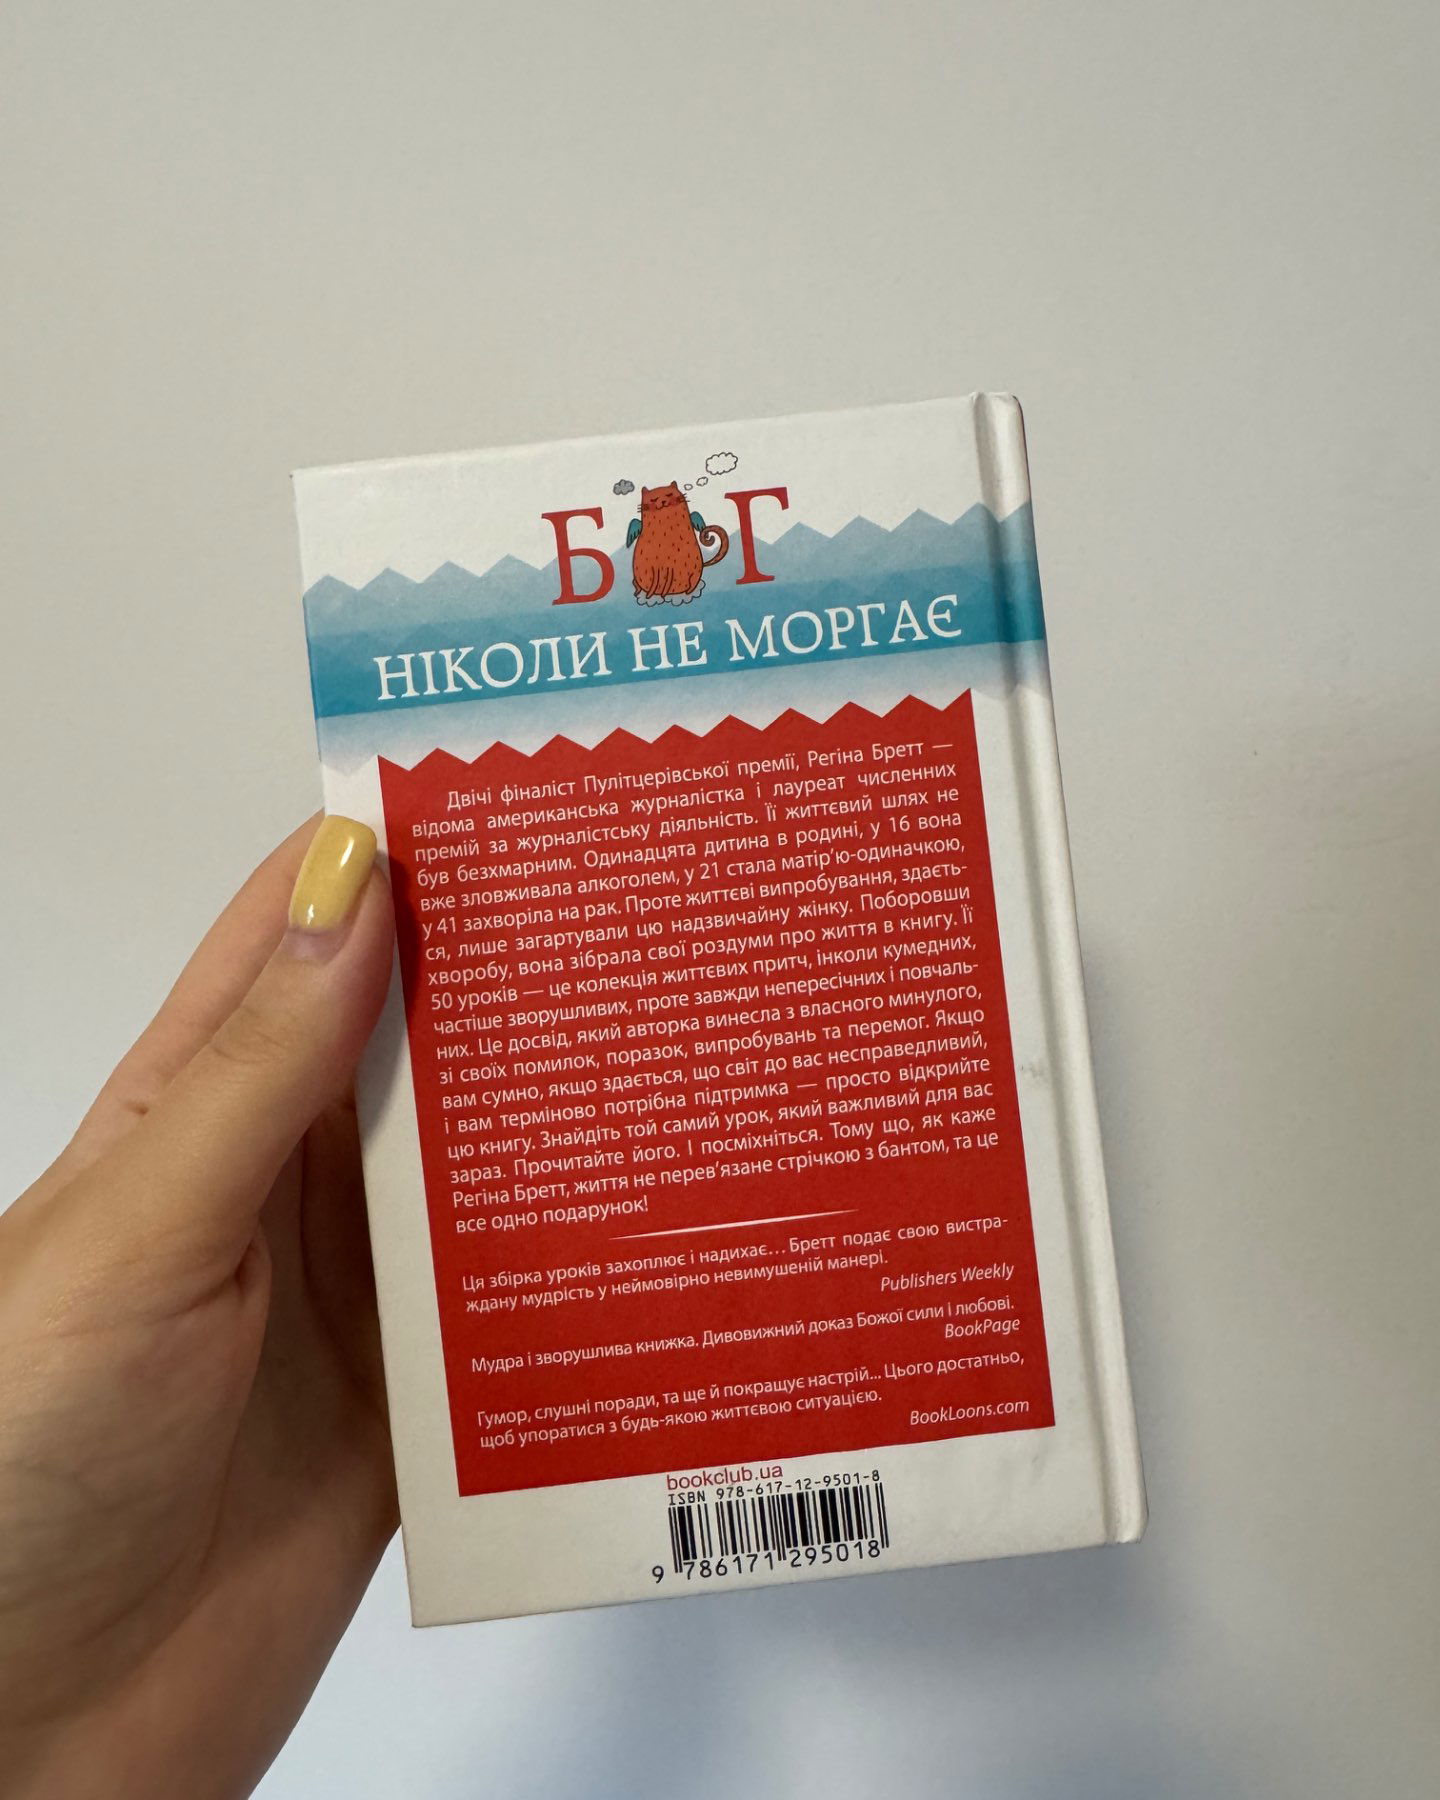 БОГ
НІКОЛИ НЕ МОРГАЄ
Двічі фіналіст Пулітцерівської премії, Регіна Бретт —
відома американська журналістка і лауреат численних
премій за журналістську діяльність. Її життєвий шлях не
був безхмарним. Одинадцята дитина в родині, у 16 вона
вже зловживала алкоголем, у 21 стала матір’ю-одиначкою,
у 41 захворіла на рак. Проте життєві випробування, здаєть-
ся, лише загартували цю надзвичайну жінку. Поборовши
хворобу, вона зібрала свої роздуми про життя в книгу. Її
50 уроків — це колекція життєвих притч, інколи кумедних,
частіше зворушливих, проте завжди непересічних і повчаль-
них. Це досвід, який авторка винесла з власного минулого,
зі своїх помилок, поразок, випробувань та перемог. Якщо
вам сумно, якщо здається, що світ до вас несправедливий,
і вам терміново потрібна підтримка — просто відкрийте
цю книгу. Знайдіть той самий урок, який важливий для вас
зараз. Прочитайте його. І посміхніться. Тому що, як каже
Регіна Бретт, життя не перев’язане стрічкою з бантом, та це
все одно подарунок!
Ця збірка уроків захоплює і надихає... Бретт подає свою вистра-
ждану мудрість у неймовірно невимушеній манері.
Publishers Weekly
Мудра і зворушлива книжка. Дивовижний доказ Божої сили і любові.
BookPage
Гумор, слушні поради, та ще й покращує настрій... Цього достатньо,
щоб упоратися з будь-якою життєвою ситуацією.
BookLoons.com
bookclub.ua
ISBN 978-617-12-9501-8
9 786171 295018